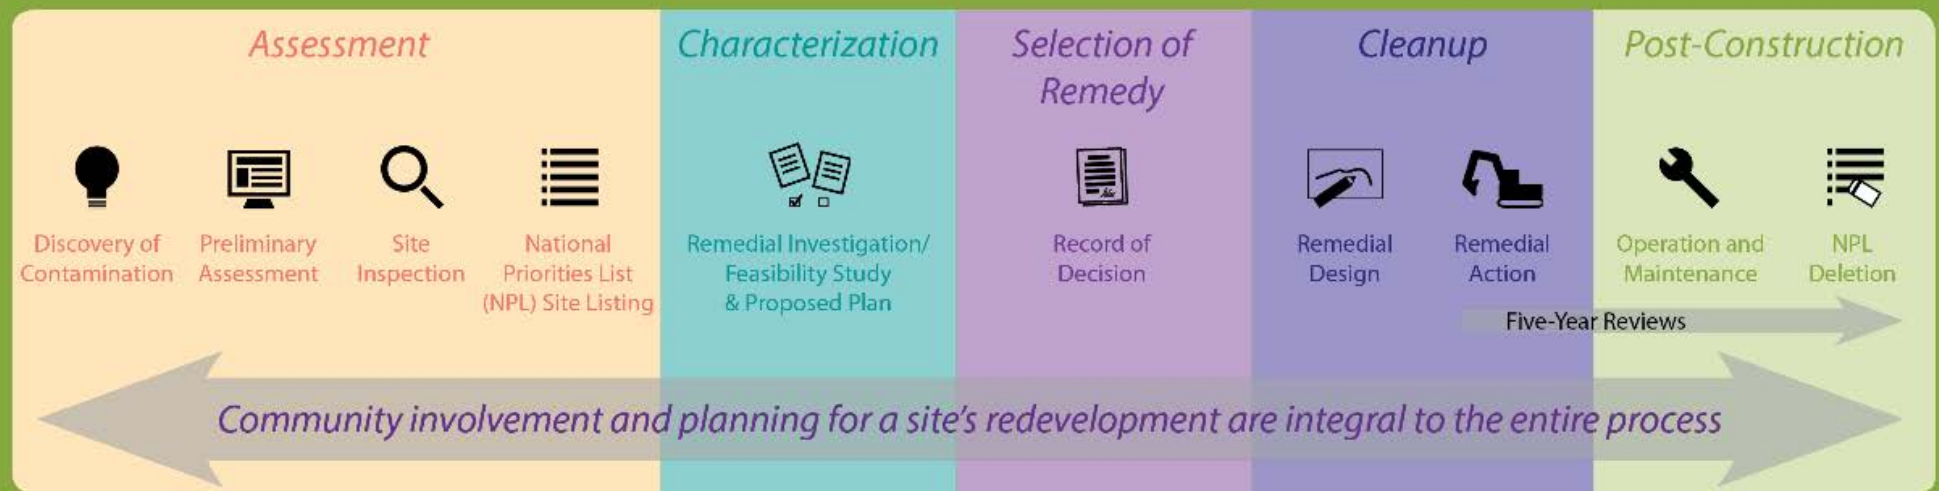 Assessment
Discovery of
Contamination
Preliminary
Assessment
Site
Inspection
National
Priorities List
(NPL) Site Listing
Characterization
Remedial Investigation/
Feasibility Study
& Proposed Plan
Selection of
Remedy
Record of
Decision
Cleanup
Remedial
Design
Remedial
Action
Post-Construction
Operation and
Maintenance
NPL
Deletion
Five-Year Reviews
Community involvement and planning for a site's redevelopment are integral to the entire process